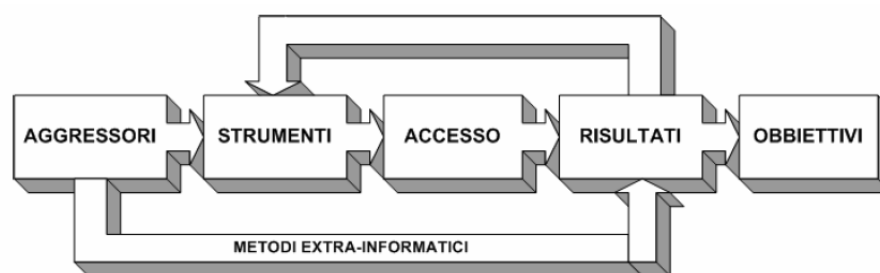 AGGRESSORI
STRUMENTI
ACCESSO
RISULTATI
OBBIETTIVI
METODI EXTRA-INFORMATICI